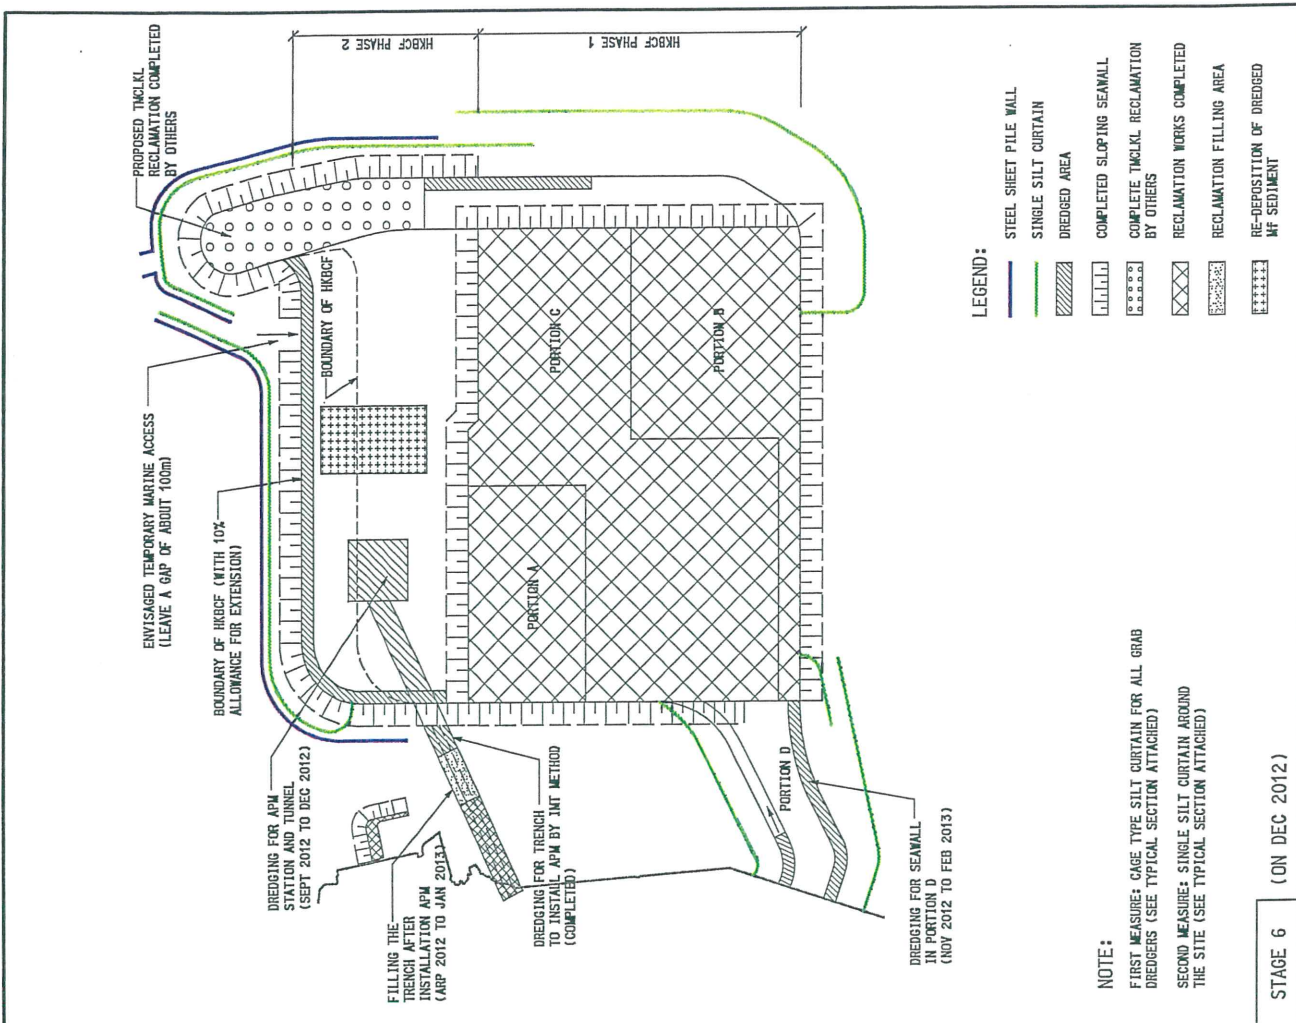 PROPOSED TMCLKL
RECLAMATION COMPLETED
BY OTHERS
HKBCF PHASE 2
HKBCF PHASE 1
ENVISAGED TEMPORARY MARINE ACCESS
(LEAVE A GAP OF ABOUT 100m)
BOUNDARY OF HKBCF (WITH 10%
ALLOWANCE FOR EXTENSION)
BOUNDARY OF HKBCF
PORTION C
PORTION B
PORTION A
PORTION D
DREDGING FOR APM
STATION AND TUNNEL
(SEPT 2012 TO DEC 2012)
FILLING THE
TRENCH AFTER
INSTALLATION APM
(ARP 2012 TO JAN 2013)
DREDGING FOR TRENCH
TO INSTALL APM BY IMT METHOD
(COMPLETED)
DREDGING FOR SEAWALL
IN PORTION D
(NOV 2012 TO FEB 2013)
LEGEND:
STEEL SHEET PILE WALL
SINGLE SILT CURTAIN
DREDGED AREA
COMPLETED SLOPING SEAWALL
COMPLETE TMCLKL RECLAMATION
BY OTHERS
RECLAMATION WORKS COMPLETED
RECLAMATION FILLING AREA
RE-DEPOSITION OF DREDGED
Mf SEDIMENT
NOTE:
FIRST MEASURE: CAGE TYPE SILT CURTAIN FOR ALL GRAB
DREDGERS (SEE TYPICAL SECTION ATTACHED)
SECOND MEASURE: SINGLE SILT CURTAIN AROUND
THE SITE (SEE TYPICAL SECTION ATTACHED)
STAGE 6 (ON DEC 2012)